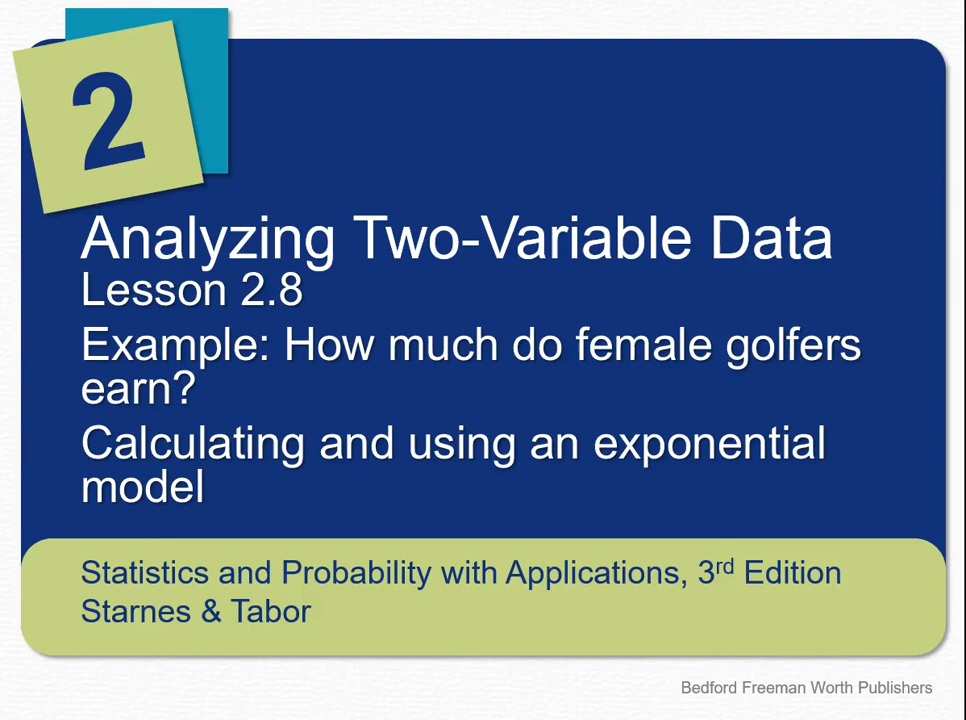 2
Analyzing Two-Variable Data
Lesson 2.8
Example: How much do female golfers
earn?
Calculating and using an exponential
model
Statistics and Probability with Applications, 3rd Edition
Starnes & Tabor
Bedford Freeman Worth Publishers